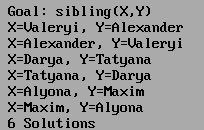 Goal: sibling(X,Y)
X=Valeryi, Y=Alexander
X=Alexander, Y=Valeryi
X=Darya, Y=Tatyana
X=Tatyana, Y=Darya
X=Alyona, Y=Maxim
X=Maxim, Y=Alyona
6 Solutions